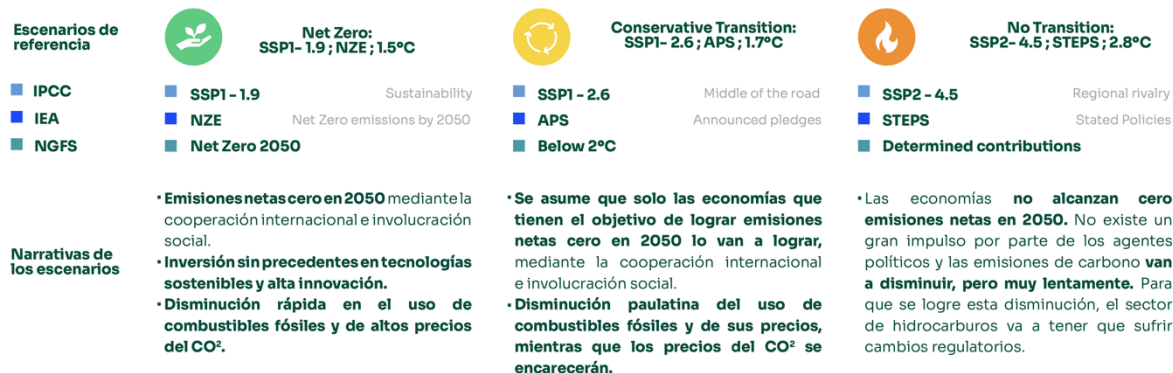 Escenarios de
referencia
Net Zero:
SSP1- 1.9 ; NZE ; 1.5ºC
Conservative Transition:
SSP1- 2.6 ; APS ; 1.7ºC
No Transition:
SSP2- 4.5 ; STEPS ; 2.8ºC
IPCC
SSP1 - 1.9
Sustainability
SSP1 - 2.6
Middle of the road
SSP2 - 4.5
Regional rivalry
IEA
NZE
Net Zero emissions by 2050
APS
Announced pledges
STEPS
Stated Policies
NGFS
Net Zero 2050
Below 2ºC
Determined contributions
Narrativas de
los escenarios
· Emisiones netas cero en 2050 mediante la
cooperación internacional e involucración
social.
· Inversión sin precedentes en tecnologías
sostenibles y alta innovación.
· Disminución rápida en el uso de
combustibles fósiles y de altos precios
del CO².
· Se asume que solo las economías que
tienen el objetivo de lograr emisiones
netas cero en 2050 lo van a lograr,
mediante la cooperación internacional
e involucración social.
· Disminución paulatina del uso de
combustibles fósiles y de sus precios,
mientras que los precios del CO² se
encarecerán.
· Las economías no alcanzan cero
emisiones netas en 2050. No existe un
gran impulso por parte de los agentes
políticos y las emisiones de carbono van
a disminuir, pero muy lentamente. Para
que se logre esta disminución, el sector
de hidrocarburos va a tener que sufrir
cambios regulatorios.